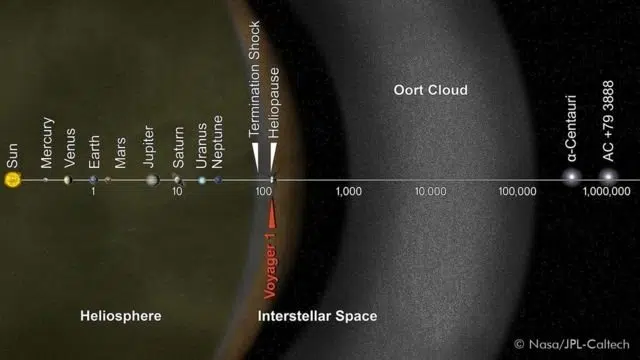 Sun
Mercury
Venus
Earth
Mars
Jupiter
Saturn
Uranus
Neptune
Termination Shock
Heliopause
Oort Cloud
α-Centauri
AC +79 3888
1
10
100
1,000
10.000
100,000
1,000,000
Voyager 1
Heliosphere
Interstellar Space
© Nasa/JPL-Caltech